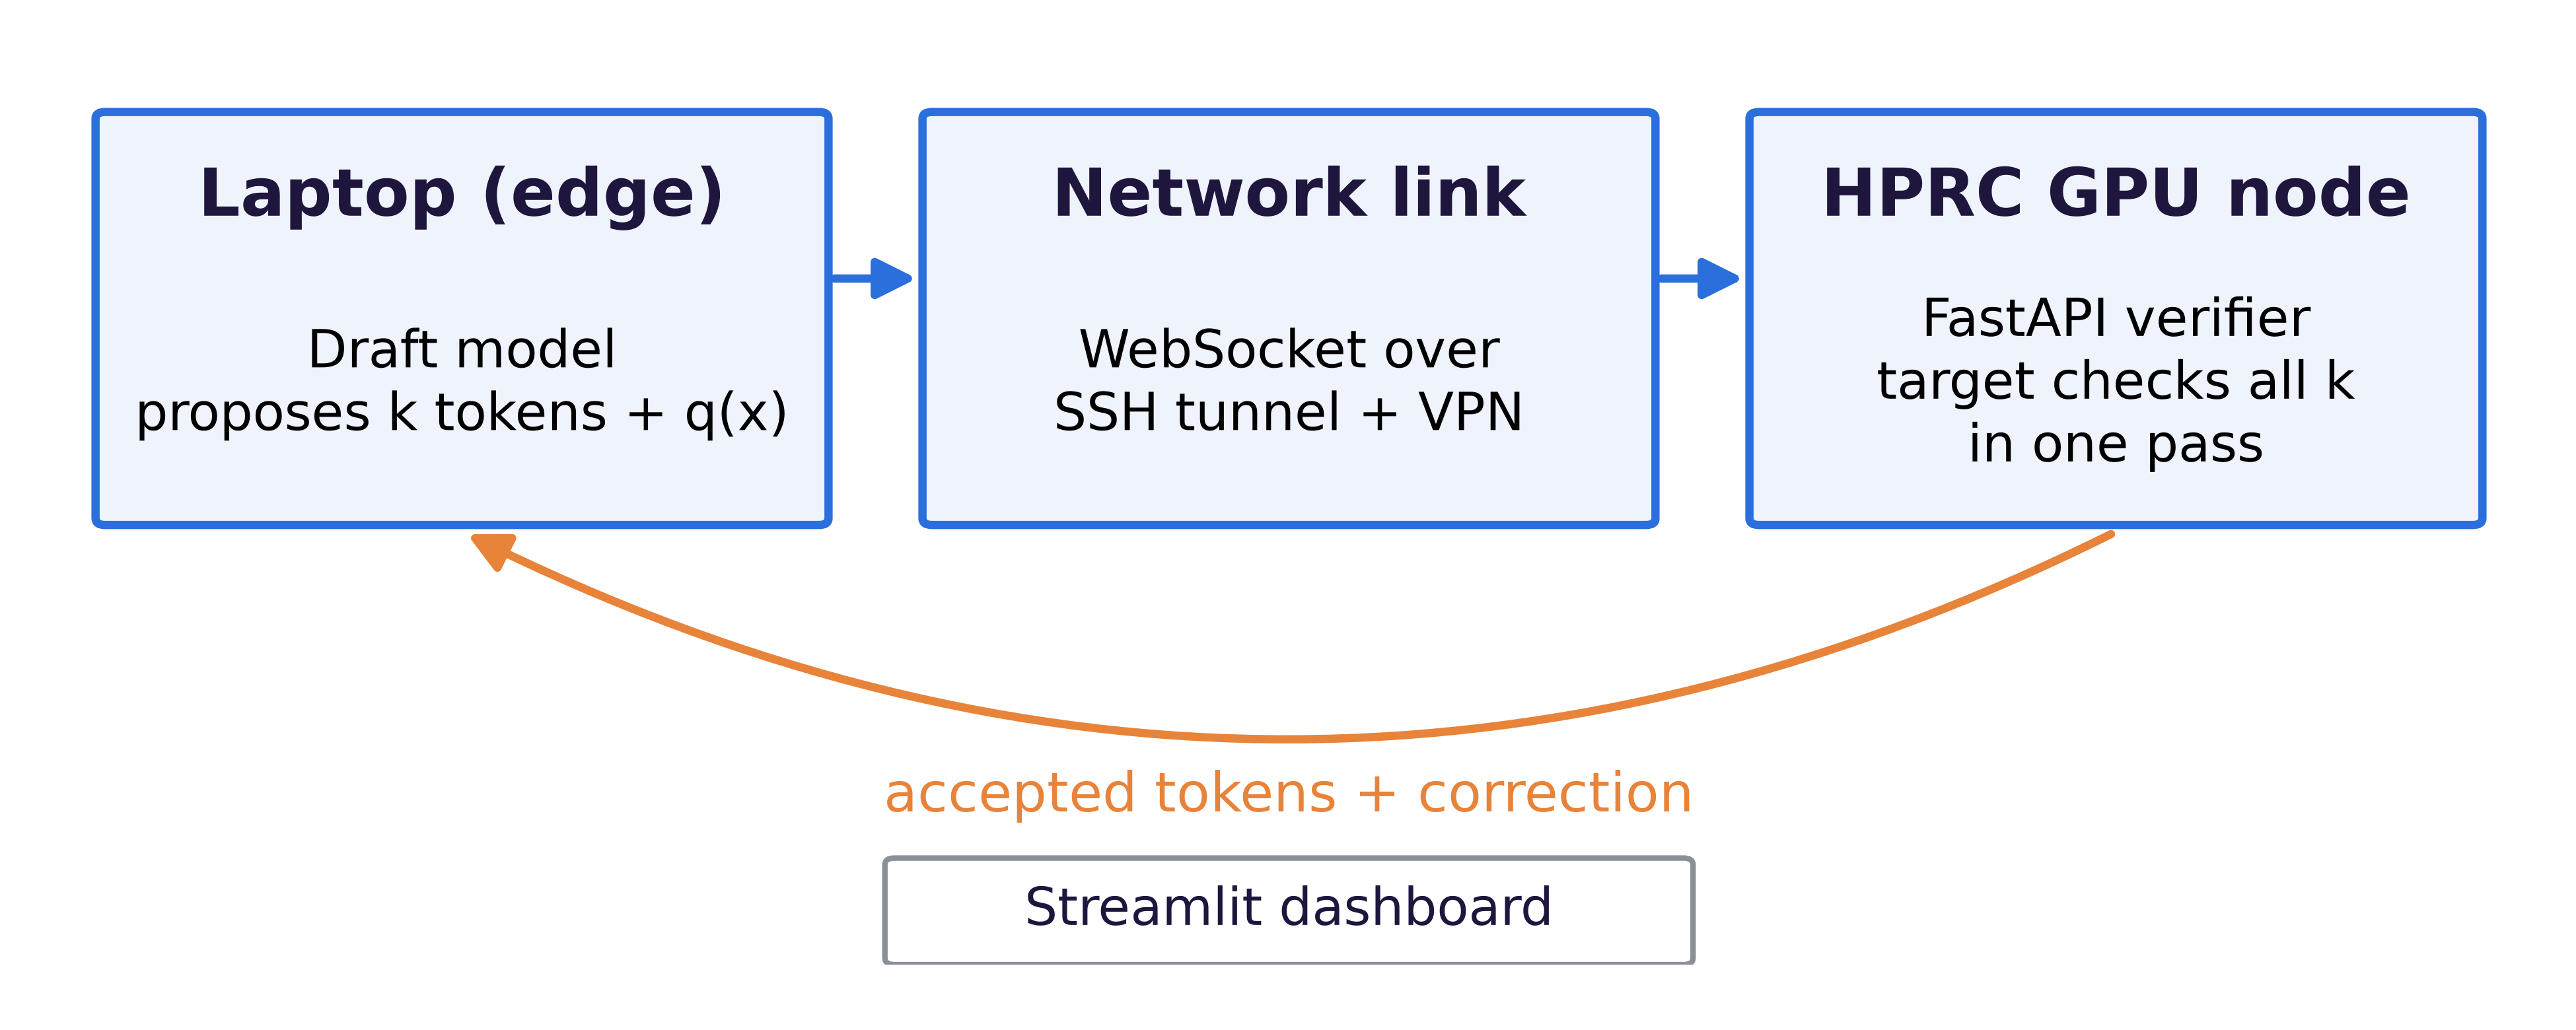 Laptop (edge)
Draft model
proposes k tokens + q(x)
Network link
WebSocket over
SSH tunnel + VPN
HPRC GPU node
FastAPI verifier
target checks all k
in one pass
accepted tokens + correction
Streamlit dashboard